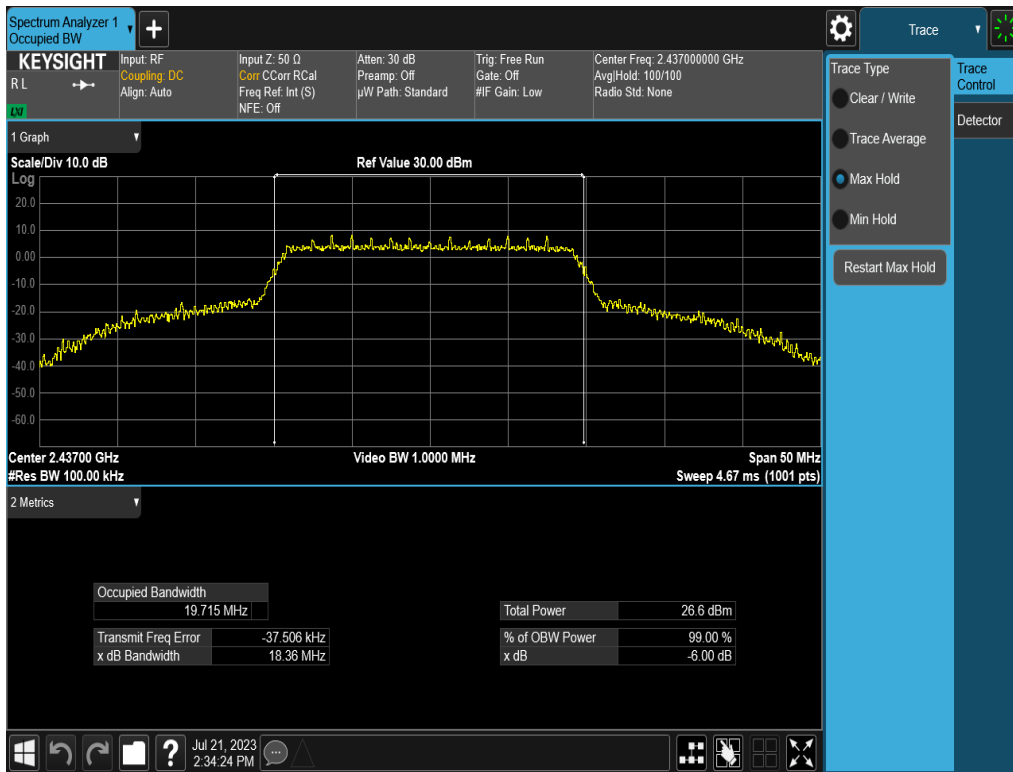 Spectrum Analyzer 1
Occupied BW
Trace
KEYSIGHT
R L
LXI
Input: RF
Coupling: DC
Align: Auto
Input Z: 50 Ω
Corr CCorr RCal
Freq Ref: Int (S)
NFE: Off
Atten: 30 dB
Preamp: Off
µW Path: Standard
Trig: Free Run
Gate: Off
#IF Gain: Low
Center Freq: 2.437000000 GHz
Avg|Hold: 100/100
Radio Std: None
Trace Type
Clear / Write
Trace Average
Max Hold
Min Hold
Restart Max Hold
Trace
Control
Detector
1 Graph
Scale/Div 10.0 dB
Ref Value 30.00 dBm
Log
20.0
10.0
0.00
-10.0
-20.0
-30.0
-40.0
-50.0
-60.0
Center 2.43700 GHz
Video BW 1.0000 MHz
Span 50 MHz
#Res BW 100.00 kHz
Sweep 4.67 ms (1001 pts)
2 Metrics
Occupied Bandwidth
19.715 MHz
Total Power 26.6 dBm
Transmit Freq Error -37.506 kHz
% of OBW Power 99.00 %
x dB Bandwidth 18.36 MHz
x dB -6.00 dB
?
Jul 21, 2023
2:34:24 PM